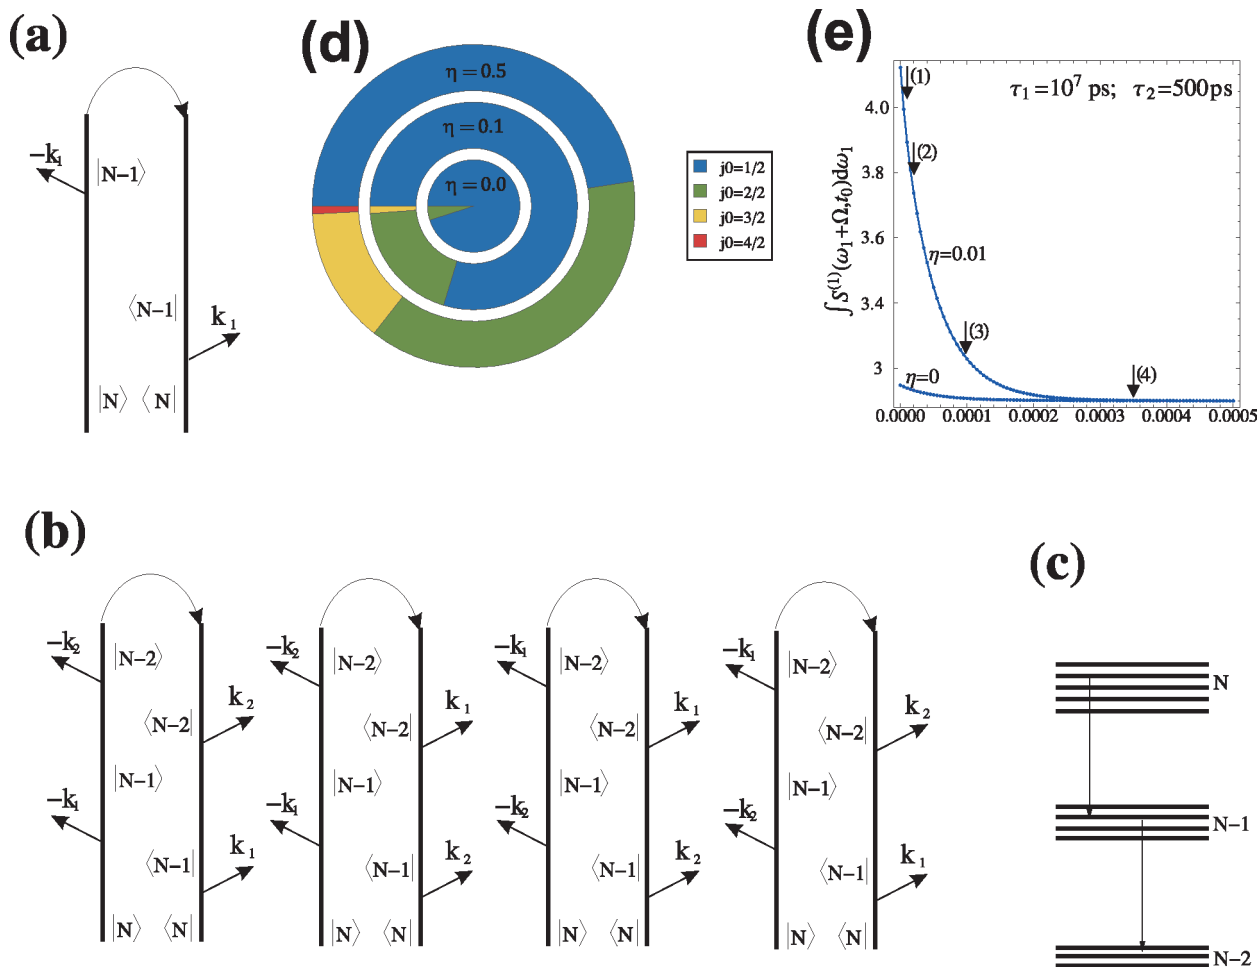 (a)
−k₁
|N−1⟩
⟨N−1|
k₁
|N⟩ ⟨N|
(d)
η = 0.5
η = 0.1
η = 0.0
j0=1/2
j0=2/2
j0=3/2
j0=4/2
(e)
τ₁=10⁷ ps; τ₂=500ps
∫S⁽¹⁾(ω₁+Ω,t₀)dω₁
4.0
3.8
3.6
3.4
3.2
3
(1)
(2)
η=0.01
(3)
(4)
η=0
0.0000 0.0001 0.0002 0.0003 0.0004 0.0005
(b)
−k₂
|N−2⟩
k₂
⟨N−2|
|N−1⟩
−k₁
⟨N−1|
k₁
|N⟩ ⟨N|
−k₂
|N−2⟩
k₁
⟨N−2|
|N−1⟩
−k₁
⟨N−1|
k₂
|N⟩ ⟨N|
−k₁
|N−2⟩
k₁
⟨N−2|
|N−1⟩
−k₂
⟨N−1|
k₂
|N⟩ ⟨N|
−k₁
|N−2⟩
k₂
⟨N−2|
|N−1⟩
−k₂
⟨N−1|
k₁
|N⟩ ⟨N|
(c)
N
N−1
N−2